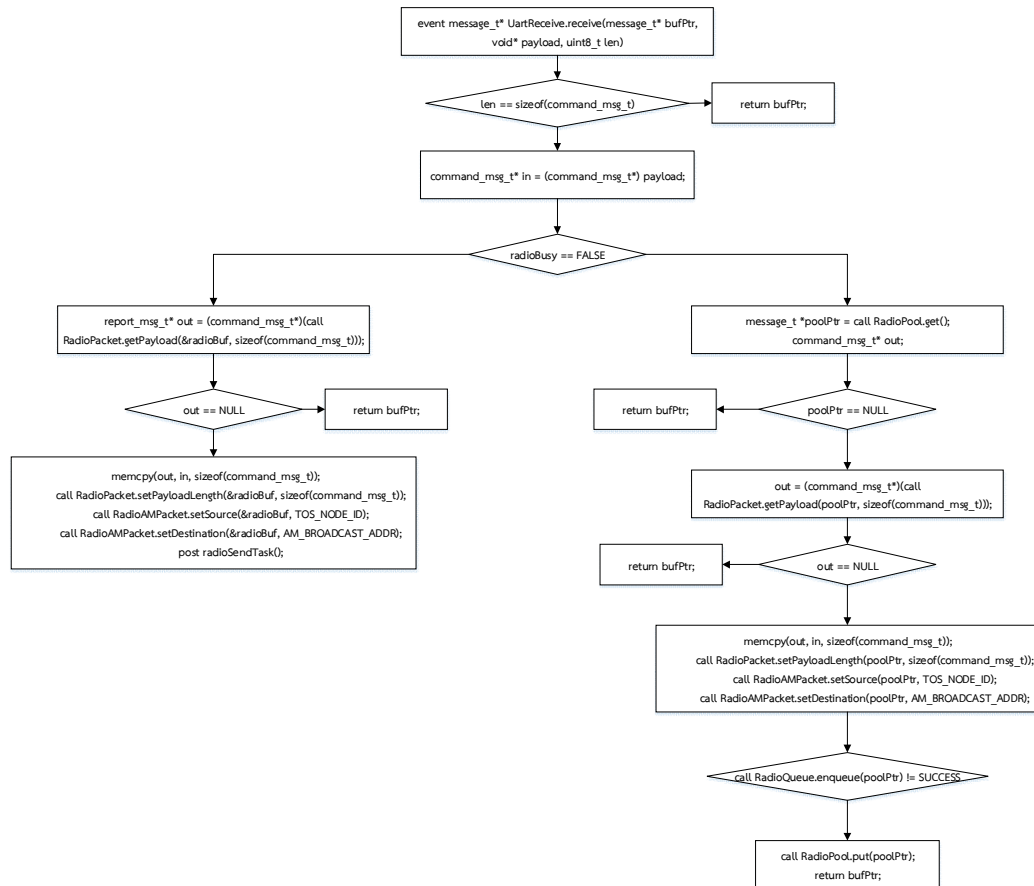 event message_t* UartReceive.receive(message_t* bufPtr,
void* payload, uint8_t len)
len == sizeof(command_msg_t)
return bufPtr;
command_msg_t* in = (command_msg_t*) payload;
radioBusy == FALSE
report_msg_t* out = (command_msg_t*)(call
RadioPacket.getPayload(&radioBuf, sizeof(command_msg_t)));
out == NULL
return bufPtr;
memcpy(out, in, sizeof(command_msg_t));
call RadioPacket.setPayloadLength(&radioBuf, sizeof(command_msg_t));
call RadioAMPacket.setSource(&radioBuf, TOS_NODE_ID);
call RadioAMPacket.setDestination(&radioBuf, AM_BROADCAST_ADDR);
post radioSendTask();
message_t *poolPtr = call RadioPool.get();
command_msg_t* out;
return bufPtr;
poolPtr == NULL
out = (command_msg_t*)(call
RadioPacket.getPayload(poolPtr, sizeof(command_msg_t)));
return bufPtr;
out == NULL
memcpy(out, in, sizeof(command_msg_t));
call RadioPacket.setPayloadLength(poolPtr, sizeof(command_msg_t));
call RadioAMPacket.setSource(poolPtr, TOS_NODE_ID);
call RadioAMPacket.setDestination(poolPtr, AM_BROADCAST_ADDR);
call RadioQueue.enqueue(poolPtr) != SUCCESS
call RadioPool.put(poolPtr);
return bufPtr;